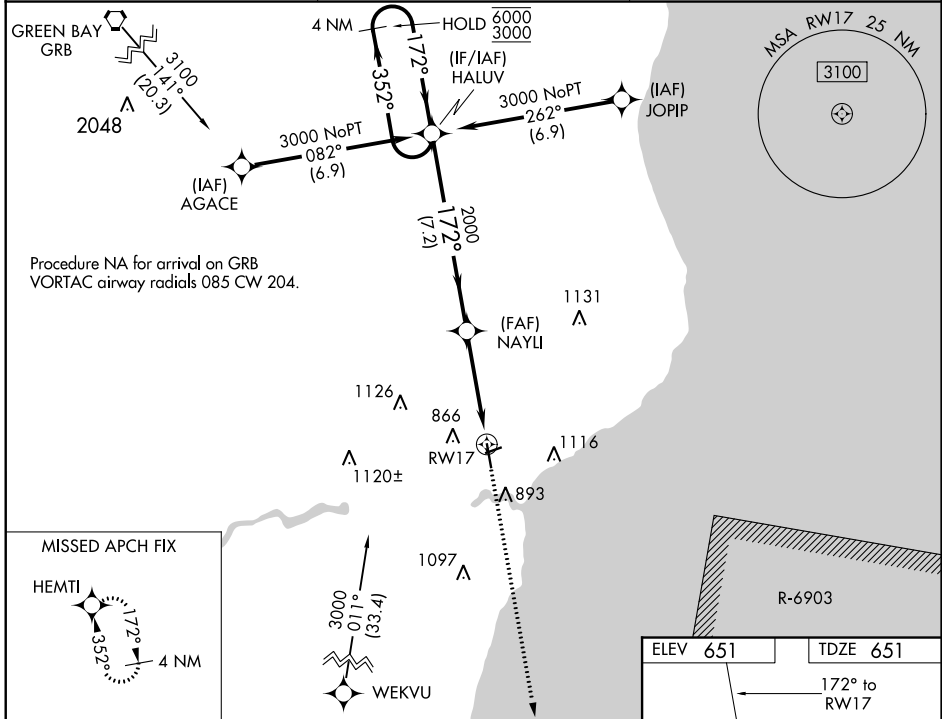 GREEN BAY
GRB
3100
141°
(20.3)
2048
4 NM
HOLD
6000
3000
172°
352°
(IF/IAF)
HALUV
3000 NoPT
082°
(6.9)
(IAF)
AGACE
3000 NoPT
262°
(6.9)
(IAF)
JOPIP
MSA RW17 25 NM
3100
2000
172°
(7.2)
Procedure NA for arrival on GRB
VORTAC airway radials 085 CW 204.
(FAF)
NAYLI
1131
1126
866
RW17
1116
1120±
893
1097
MISSED APCH FIX
HEMTI
172°
352°
4 NM
3000
011°
(33.4)
WEKVU
R-6903
ELEV 651
TDZE 651
172° to
RW17